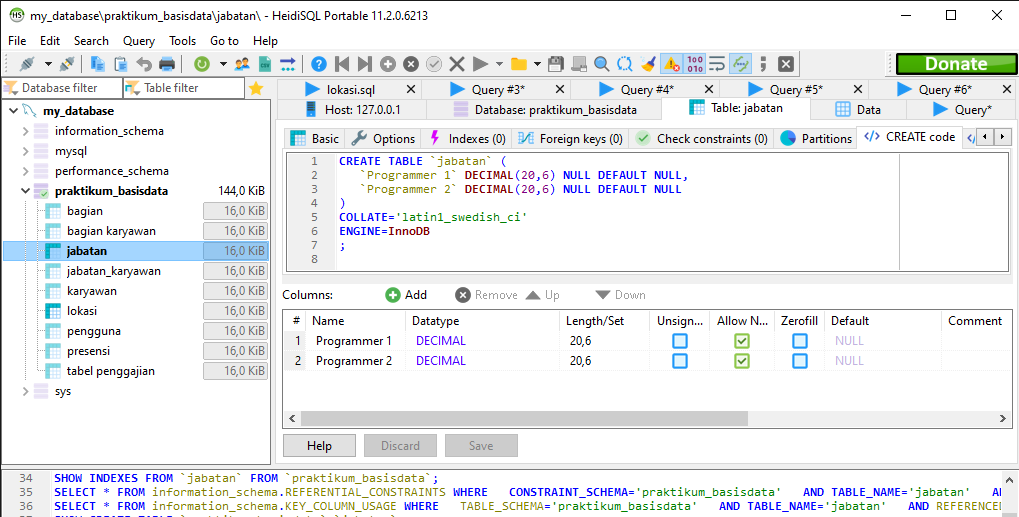 my_database\praktikum_basisdata\jabatan\ - HeidiSQL Portable 11.2.0.6213
File Edit Search Query Tools Go to Help
Donate
Database filter Table filter
lokasi.sql Query #3* Query #4* Query #5* Query #6*
Host: 127.0.0.1 Database: praktikum_basisdata Table: jabatan Data Query*
Basic Options Indexes (0) Foreign keys (0) Check constraints (0) Partitions CREATE code
my_database
information_schema
mysql
performance_schema
praktikum_basisdata 144,0 KiB
bagian 16,0 KiB
bagian karyawan 16,0 KiB
jabatan 16,0 KiB
jabatan_karyawan 16,0 KiB
karyawan 16,0 KiB
lokasi 16,0 KiB
pengguna 16,0 KiB
presensi 16,0 KiB
tabel penggajian 16,0 KiB
sys
1 CREATE TABLE `jabatan` (
2 `Programmer 1` DECIMAL(20,6) NULL DEFAULT NULL,
3 `Programmer 2` DECIMAL(20,6) NULL DEFAULT NULL
4 )
5 COLLATE='latin1_swedish_ci'
6 ENGINE=InnoDB
7 ;
8
Columns: Add Remove Up Down
# Name Datatype Length/Set Unsign... Allow N... Zerofill Default Comment
1 Programmer 1 DECIMAL 20,6 NULL
2 Programmer 2 DECIMAL 20,6 NULL
Help Discard Save
34 SHOW INDEXES FROM `jabatan` FROM `praktikum_basisdata`;
35 SELECT * FROM information_schema.REFERENTIAL_CONSTRAINTS WHERE CONSTRAINT_SCHEMA='praktikum_basisdata' AND TABLE_NAME='jabatan'
36 SELECT * FROM information_schema.KEY_COLUMN_USAGE WHERE TABLE_SCHEMA='praktikum_basisdata' AND TABLE_NAME='jabatan' AND REFERENCED